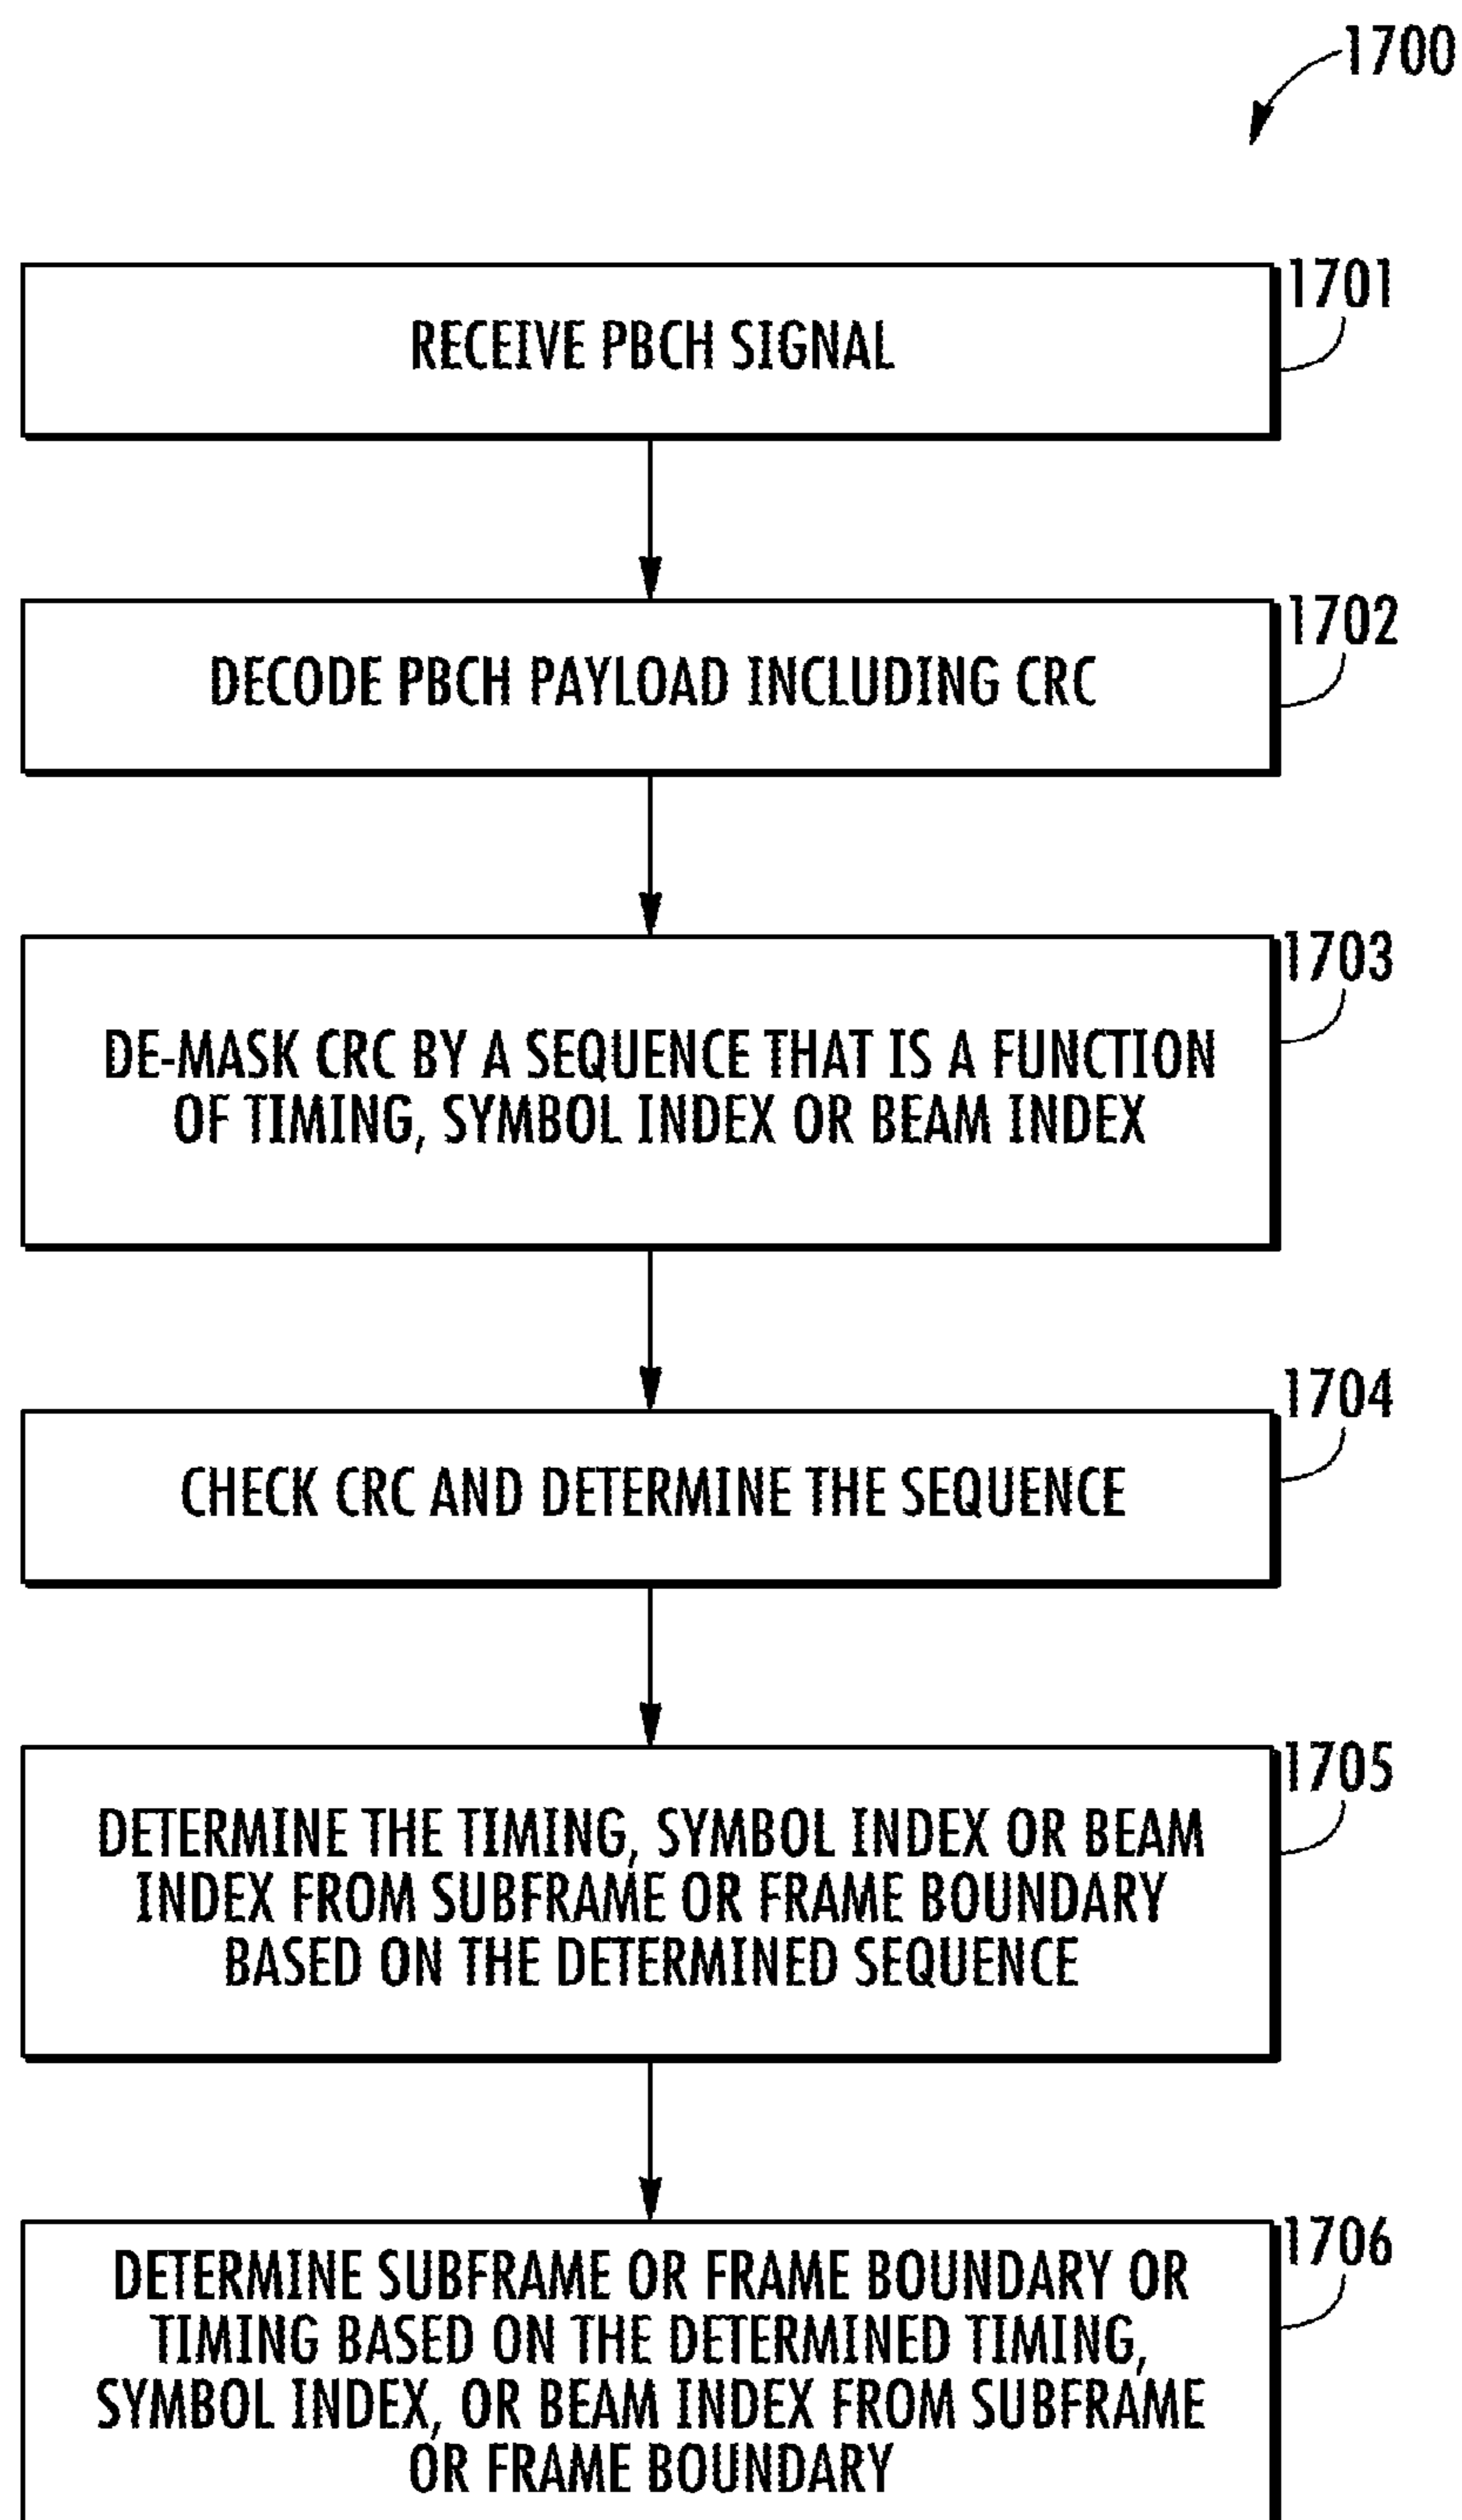 1700
1701
RECEIVE PBCH SIGNAL
1702
DECODE PBCH PAYLOAD INCLUDING CRC
1703
DE-MASK CRC BY A SEQUENCE THAT IS A FUNCTION
OF TIMING, SYMBOL INDEX OR BEAM INDEX
1704
CHECK CRC AND DETERMINE THE SEQUENCE
1705
DETERMINE THE TIMING, SYMBOL INDEX OR BEAM
INDEX FROM SUBFRAME OR FRAME BOUNDARY
BASED ON THE DETERMINED SEQUENCE
1706
DETERMINE SUBFRAME OR FRAME BOUNDARY OR
TIMING BASED ON THE DETERMINED TIMING,
SYMBOL INDEX, OR BEAM INDEX FROM SUBFRAME
OR FRAME BOUNDARY